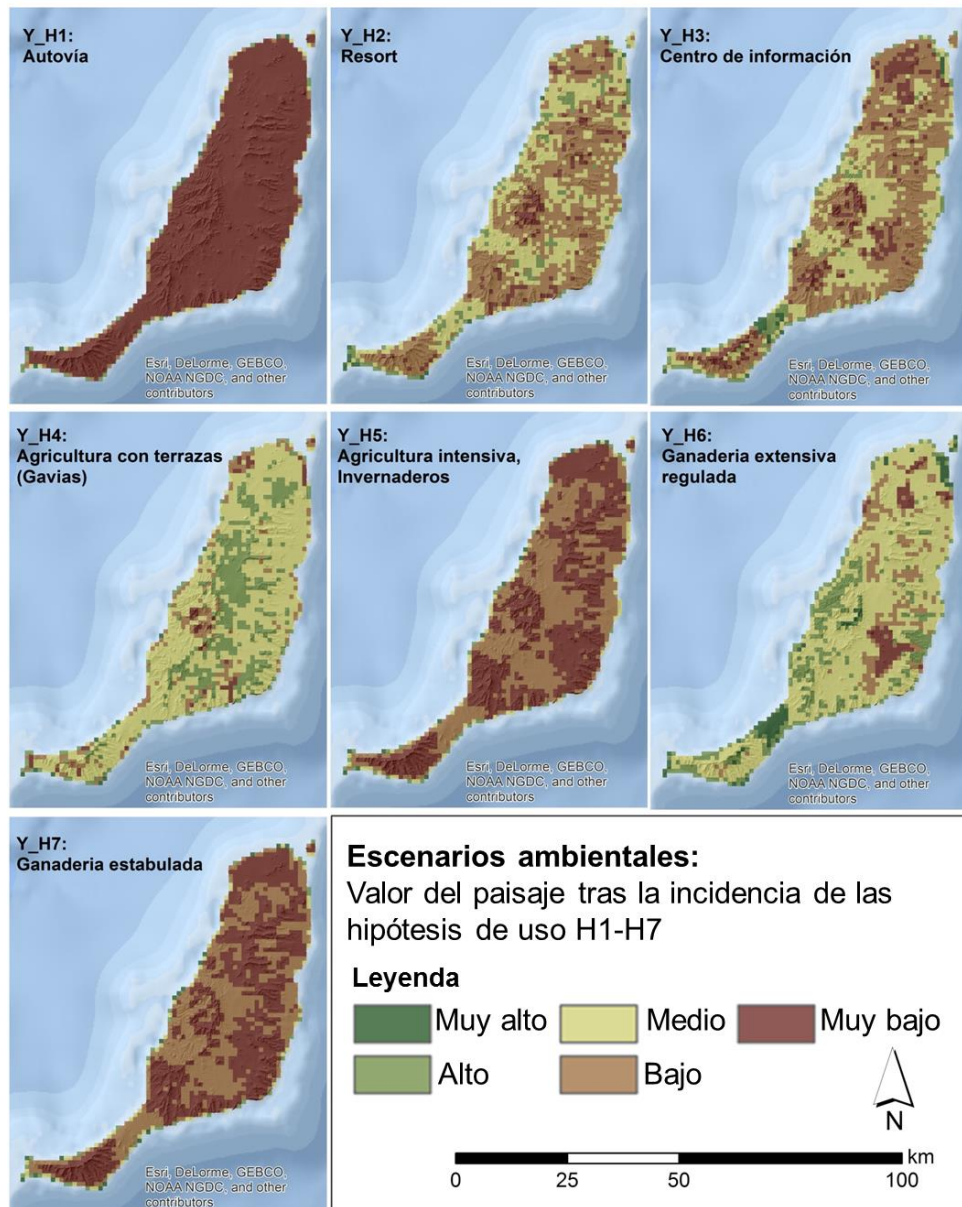 Y_H1:
Autovía
Esri, DeLorme, GEBCO,
NOAA NGDC, and other
contributors
Y_H2:
Resort
Esri, DeLorme, GEBCO,
NOAA NGDC, and other
contributors
Y_H3:
Centro de información
Esri, DeLorme, GEBCO,
NOAA NGDC, and other
contributors
Y_H4:
Agricultura con terrazas
(Gavias)
Esri, DeLorme, GEBCO,
NOAA NGDC, and other
contributors
Y_H5:
Agricultura intensiva,
Invernaderos
Esri, DeLorme, GEBCO,
NOAA NGDC, and other
contributors
Y_H6:
Ganaderia extensiva
regulada
Esri, DeLorme, GEBCO,
NOAA NGDC, and other
contributors
Y_H7:
Ganaderia estabulada
Esri, DeLorme, GEBCO,
NOAA NGDC, and other
contributors
Escenarios ambientales:
Valor del paisaje tras la incidencia de las
hipótesis de uso H1-H7
Leyenda
Muy alto Medio Muy bajo
Alto Bajo
N
km
0 25 50 100